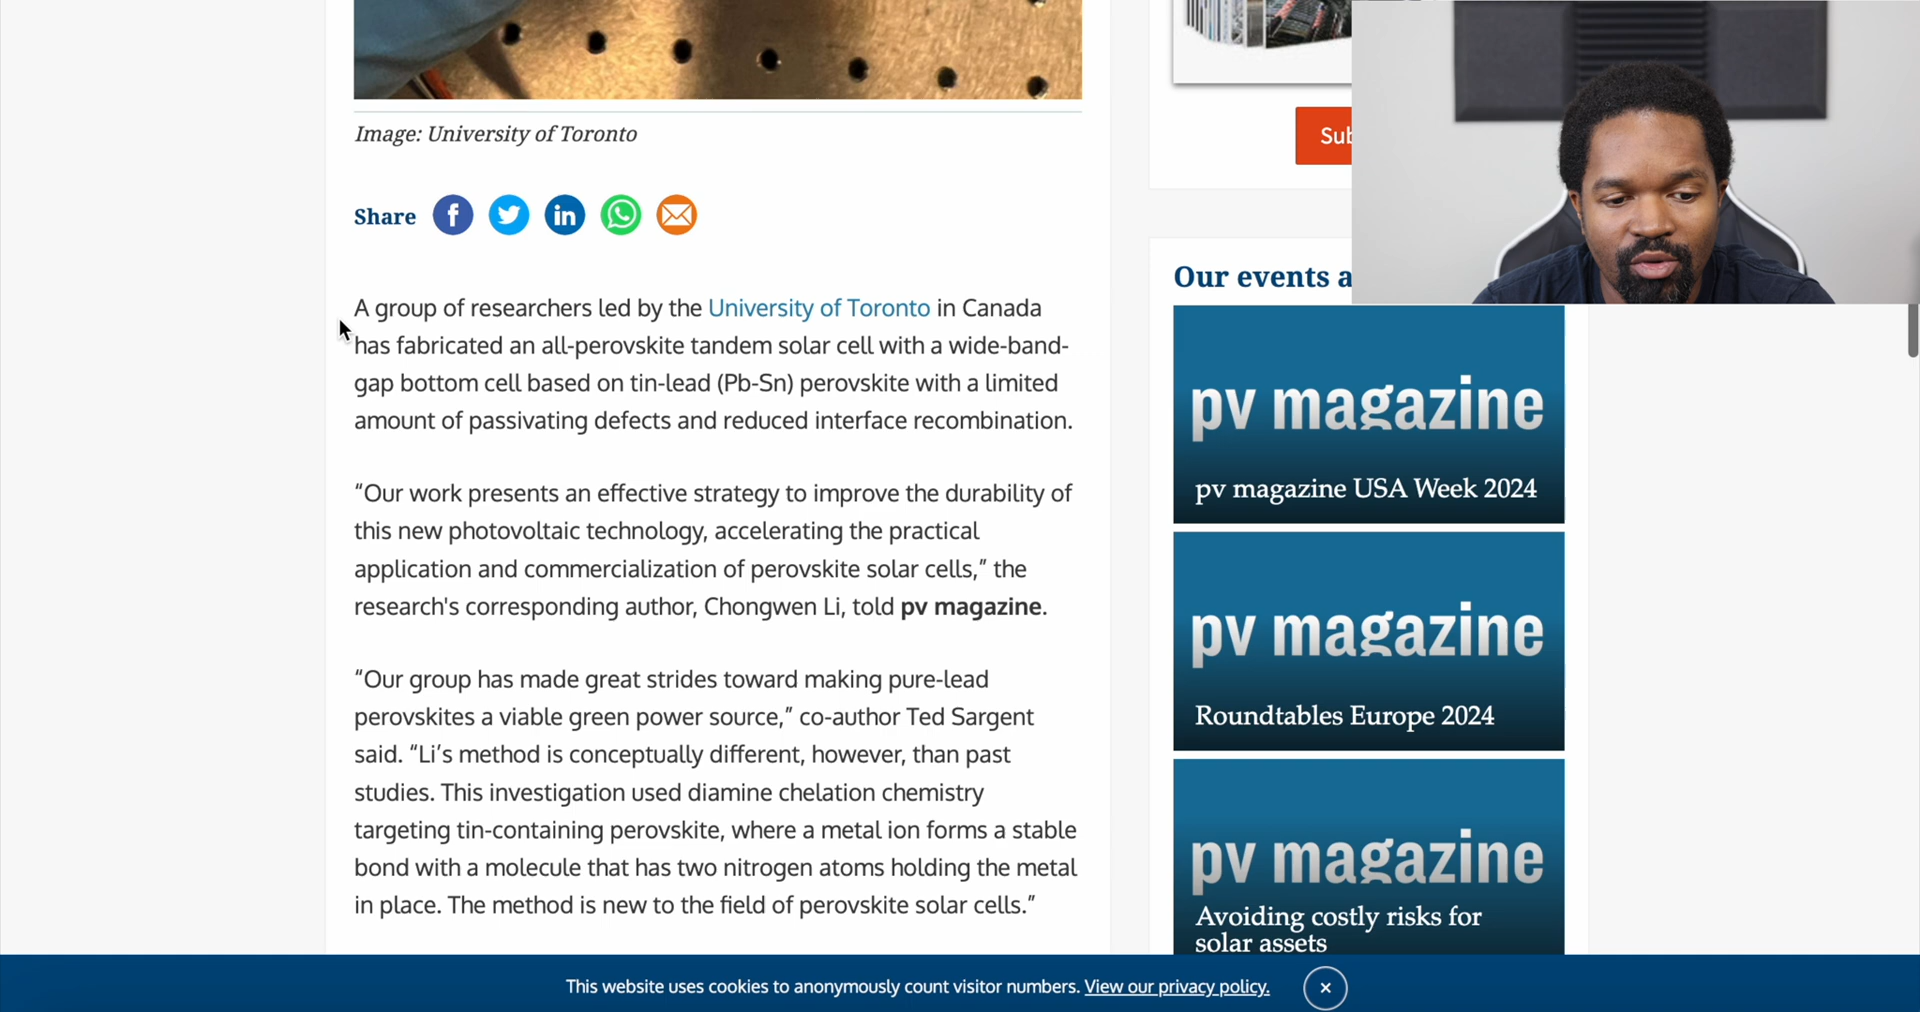 Image: University of Toronto
Share
A group of researchers led by the University of Toronto in Canada
has fabricated an all-perovskite tandem solar cell with a wide-band-
gap bottom cell based on tin-lead (Pb-Sn) perovskite with a limited
amount of passivating defects and reduced interface recombination.
“Our work presents an effective strategy to improve the durability of
this new photovoltaic technology, accelerating the practical
application and commercialization of perovskite solar cells,” the
research's corresponding author, Chongwen Li, told pv magazine.
“Our group has made great strides toward making pure-lead
perovskites a viable green power source,” co-author Ted Sargent
said. “Li’s method is conceptually different, however, than past
studies. This investigation used diamine chelation chemistry
targeting tin-containing perovskite, where a metal ion forms a stable
bond with a molecule that has two nitrogen atoms holding the metal
in place. The method is new to the field of perovskite solar cells.”
Sub
Our events a
pv magazine
pv magazine USA Week 2024
pv magazine
Roundtables Europe 2024
pv magazine
Avoiding costly risks for
solar assets
This website uses cookies to anonymously count visitor numbers. View our privacy policy.